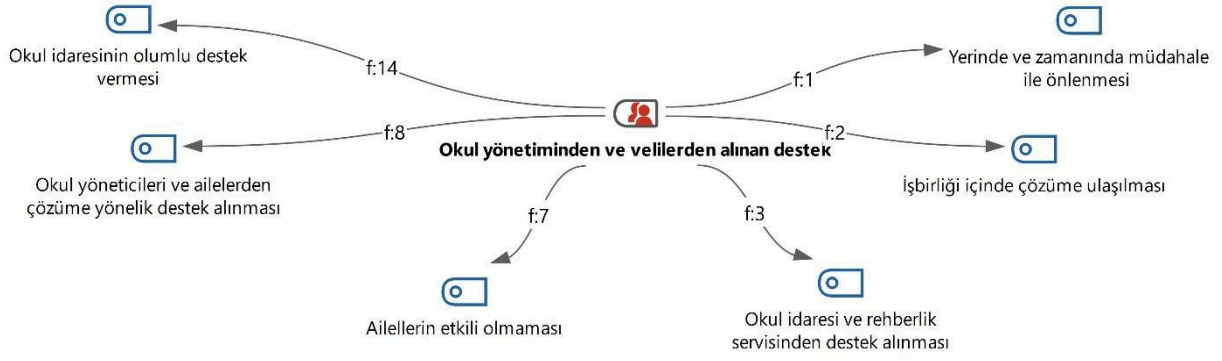 Okul idaresinin olumlu destek
vermesi
f:14
Yerinde ve zamanında müdahale
ile önlenmesi
f:1
Okul yönetiminden ve velilerden alınan destek
f:8
Okul yöneticileri ve ailelerden
çözüme yönelik destek alınması
f:2
İşbirliği içinde çözüme ulaşılması
f:7
Ailellerin etkili olmaması
f:3
Okul idaresi ve rehberlik
servisinden destek alınması